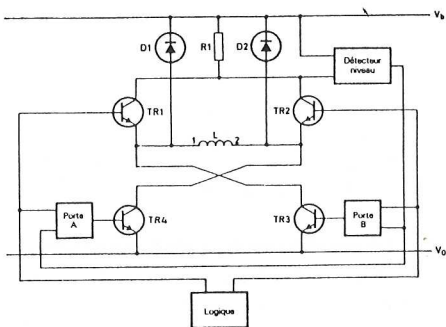 V_b
D1
R1
D2
Détecteur
niveau
TR1
TR2
1 L 2
Porte
A
TR4
TR3
Porte
B
V_0
Logique